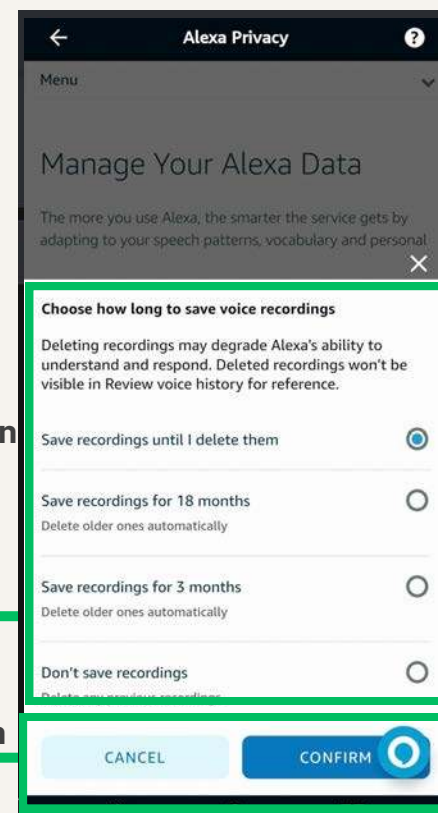 Alexa Privacy
?
Menu
Manage Your Alexa Data
The more you use Alexa, the smarter the service gets by
adapting to your speech patterns, vocabulary and personal
Choose how long to save voice recordings
Deleting recordings may degrade Alexa's ability to
understand and respond. Deleted recordings won't be
visible in Review voice history for reference.
n
Save recordings until I delete them
Save recordings for 18 months
Delete older ones automatically
Save recordings for 3 months
Delete older ones automatically
Don't save recordings
Delete any previous recordings
a
CANCEL
CONFIRM